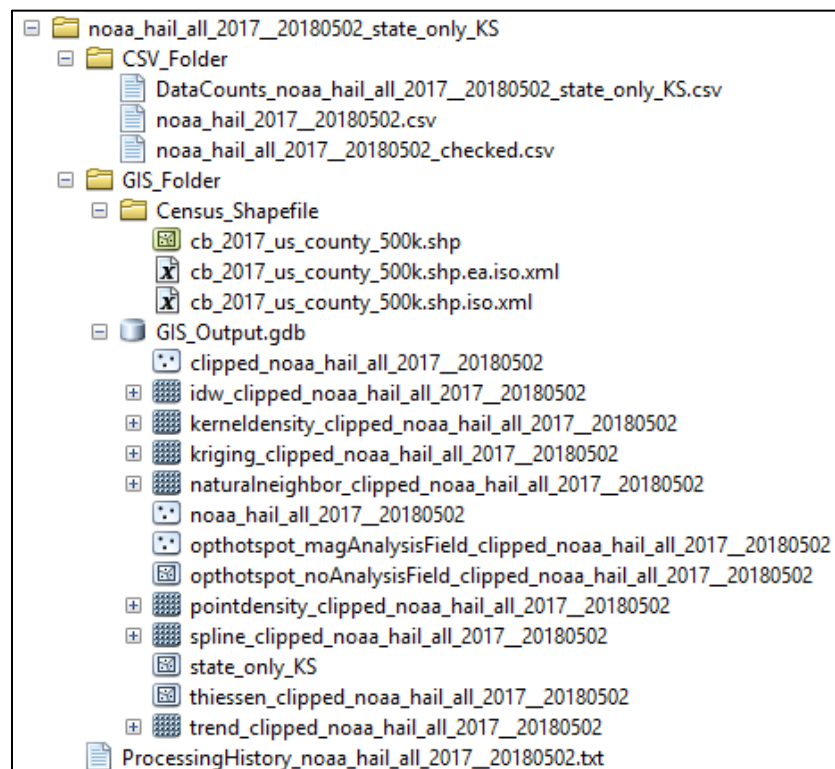 noaa_hail_all_2017__20180502_state_only_KS
CSV_Folder
DataCounts_noaa_hail_all_2017__20180502_state_only_KS.csv
noaa_hail_2017__20180502.csv
noaa_hail_all_2017__20180502_checked.csv
GIS_Folder
Census_Shapefile
cb_2017_us_county_500k.shp
cb_2017_us_county_500k.shp.ea.iso.xml
cb_2017_us_county_500k.shp.iso.xml
GIS_Output.gdb
clipped_noaa_hail_all_2017__20180502
idw_clipped_noaa_hail_all_2017__20180502
kerneldensity_clipped_noaa_hail_all_2017__20180502
kriging_clipped_noaa_hail_all_2017__20180502
naturalneighbor_clipped_noaa_hail_all_2017__20180502
noaa_hail_all_2017__20180502
opthotspot_magAnalysisField_clipped_noaa_hail_all_2017__20180502
opthotspot_noAnalysisField_clipped_noaa_hail_all_2017__20180502
pointdensity_clipped_noaa_hail_all_2017__20180502
spline_clipped_noaa_hail_all_2017__20180502
state_only_KS
thiessen_clipped_noaa_hail_all_2017__20180502
trend_clipped_noaa_hail_all_2017__20180502
ProcessingHistory_noaa_hail_all_2017__20180502.txt